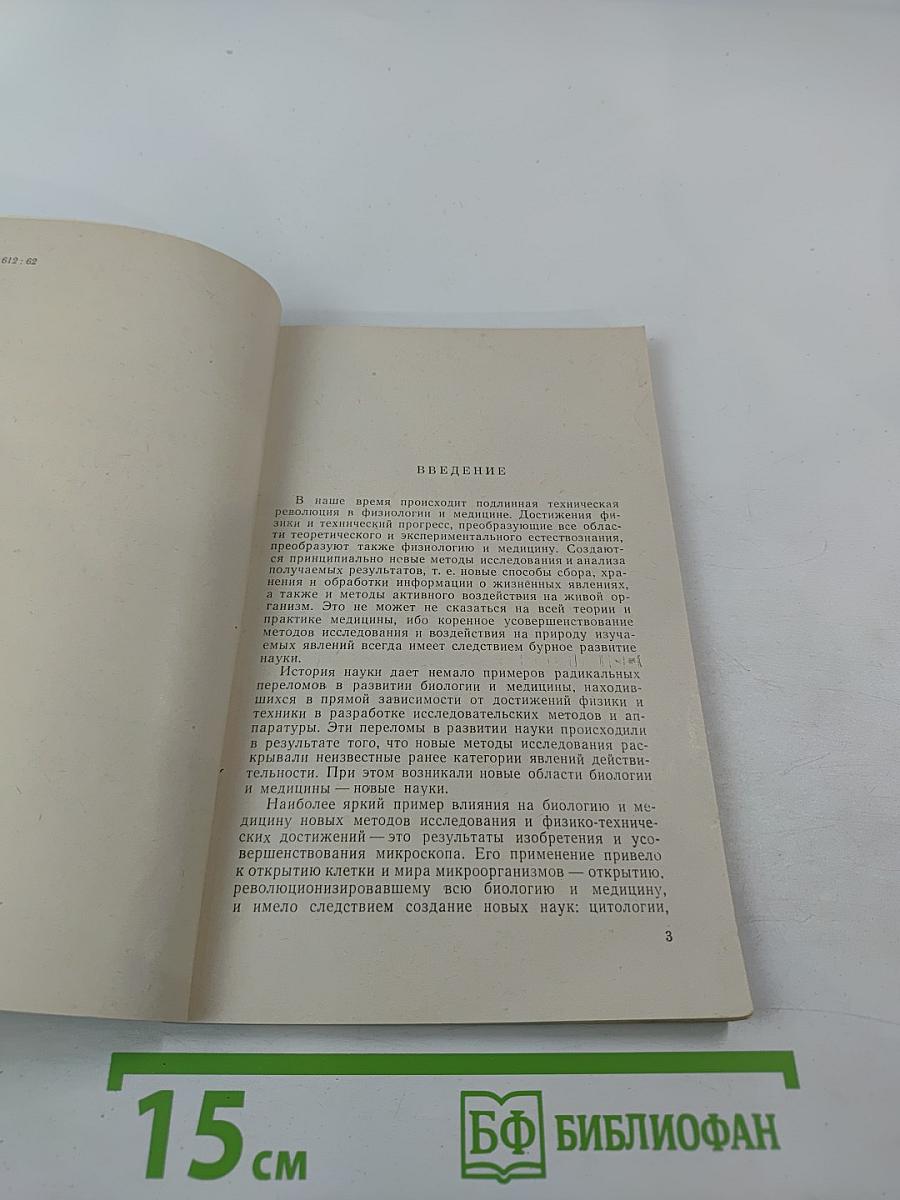 612 : 62
ВВЕДЕНИЕ
В наше время происходит подлинная техническая
революция в физиологии и медицине. Достижения фи-
зики и технический прогресс, преобразующие все облас-
ти теоретического и экспериментального естествознания,
преобразуют также физиологию и медицину. Создают-
ся принципиально новые методы исследования и анализа
получаемых результатов, т. е. новые способы сбора, хра-
нения и обработки информации о жизненных явлениях,
а также и методы активного воздействия на живой ор-
ганизм. Это не может не сказаться на всей теории и
практике медицины, ибо коренное усовершенствование
методов исследования и воздействия на природу изуча-
емых явлений всегда имеет следствием бурное развитие
науки.
История науки дает немало примеров радикальных
переломов в развитии биологии и медицины, находив-
шихся в прямой зависимости от достижений физики и
техники в разработке исследовательских методов и ап-
паратуры. Эти переломы в развитии науки происходили
в результате того, что новые методы исследования рас-
крывали неизвестные ранее категории явлений действи-
тельности. При этом возникали новые области биологии
и медицины — новые науки.
Наиболее яркий пример влияния на биологию и ме-
дицину новых методов исследования и физико-техниче-
ских достижений — это результаты изобретения и усо-
вершенствования микроскопа. Его применение привело
к открытию клетки и мира микроорганизмов — открытию,
революционизировавшему всю биологию и медицину,
и имело следствием создание новых наук: цитологии,
3
15 см
БФ БИБЛИОФАН